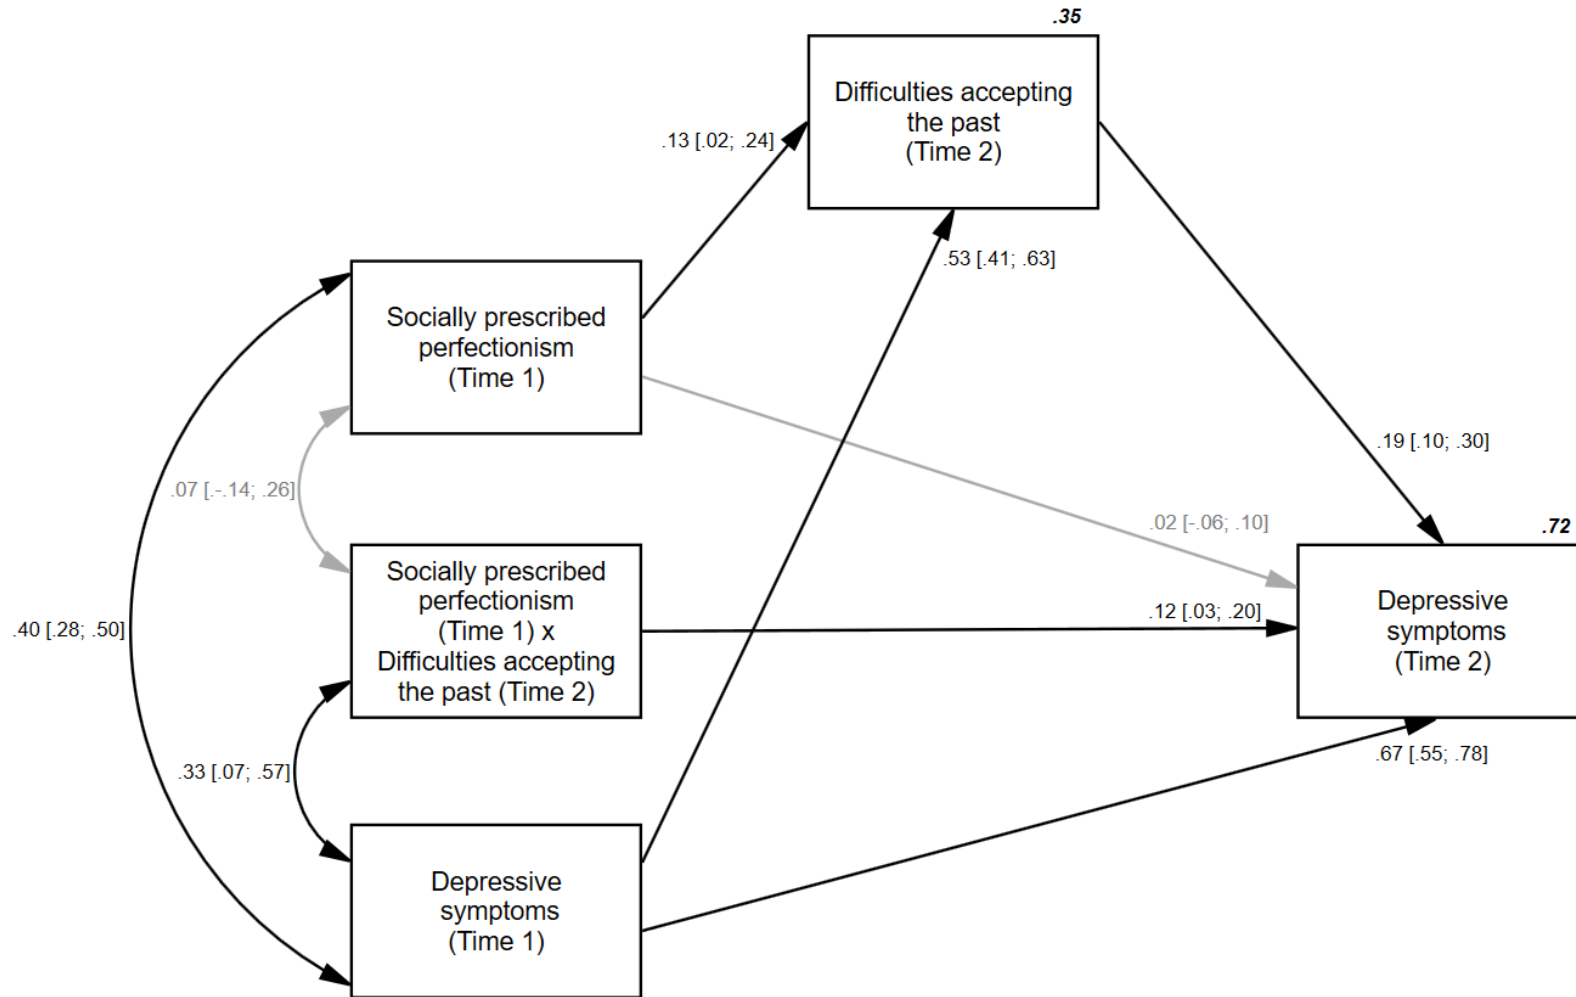 .35
Difficulties accepting
the past
(Time 2)
.13 [.02; .24]
.53 [.41; .63]
Socially prescribed
perfectionism
(Time 1)
.19 [.10; .30]
.07 [.-.14; .26]
.02 [-.06; .10]
.72
Socially prescribed
perfectionism
(Time 1) x
Difficulties accepting
the past (Time 2)
.12 [.03; .20]
Depressive
symptoms
(Time 2)
.40 [.28; .50]
.33 [.07; .57]
.67 [.55; .78]
Depressive
symptoms
(Time 1)